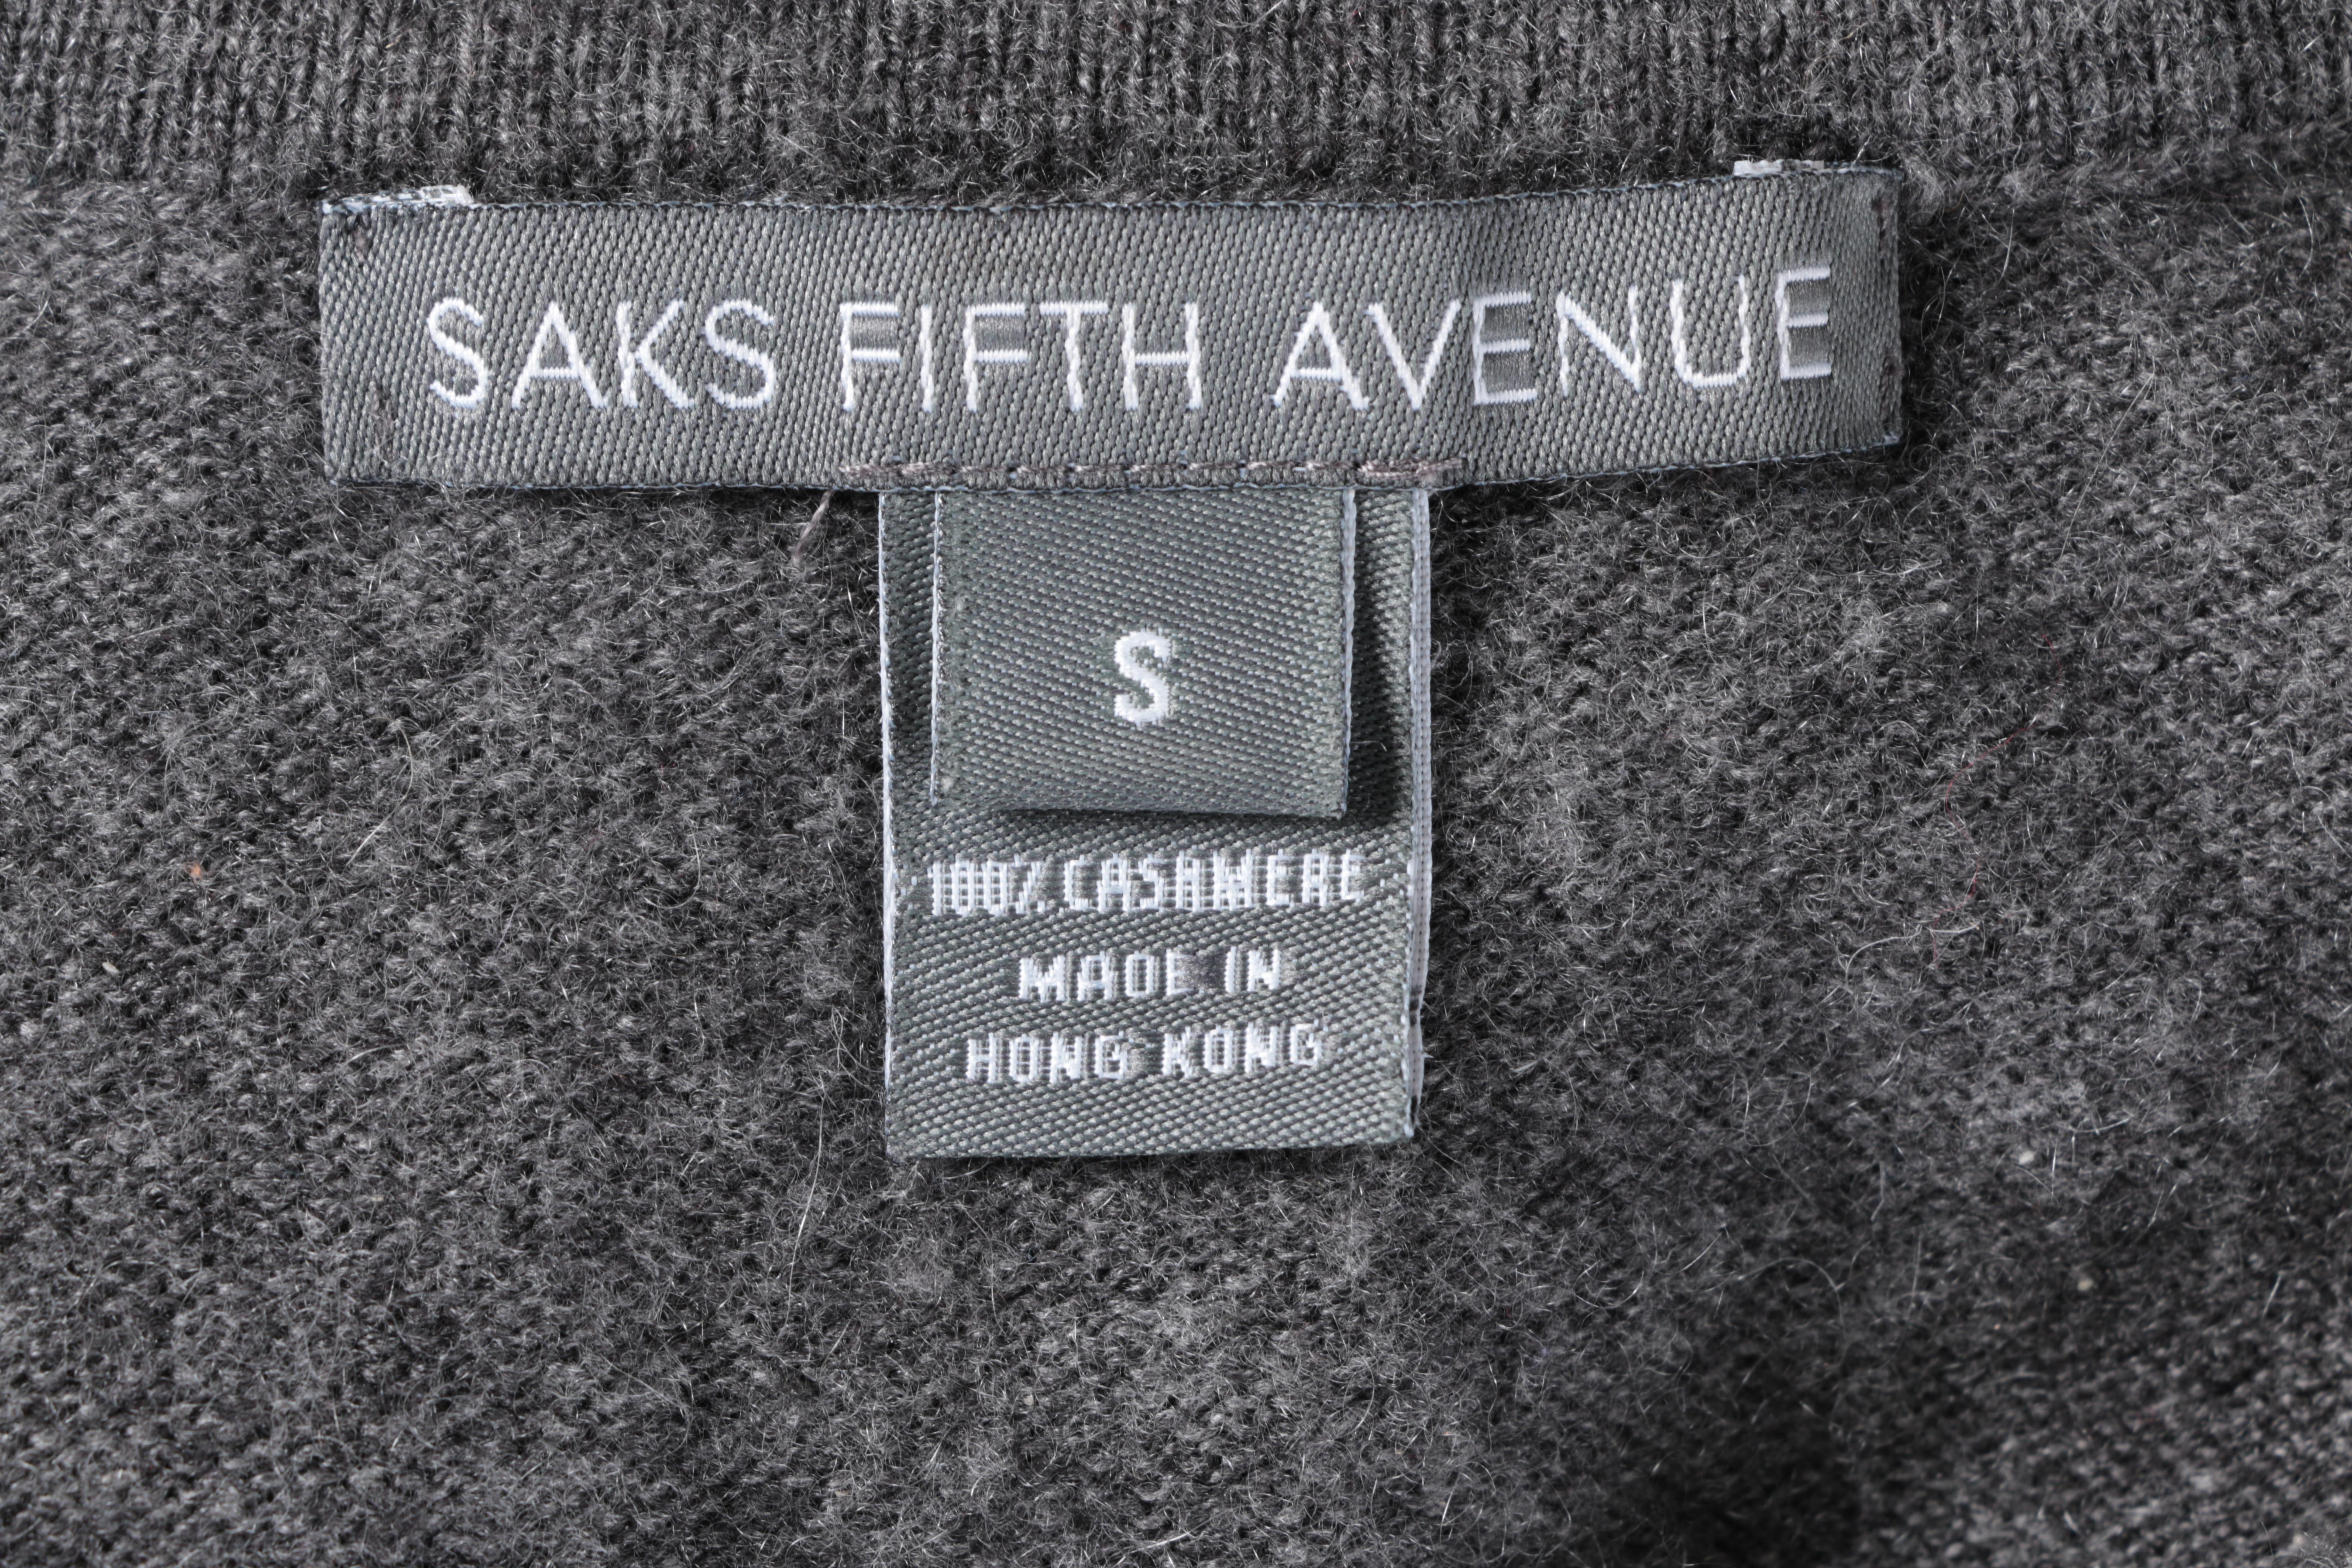 SAKS FIFTH AVENUE
S
100% CASHMERE
MADE IN
HONG KONG